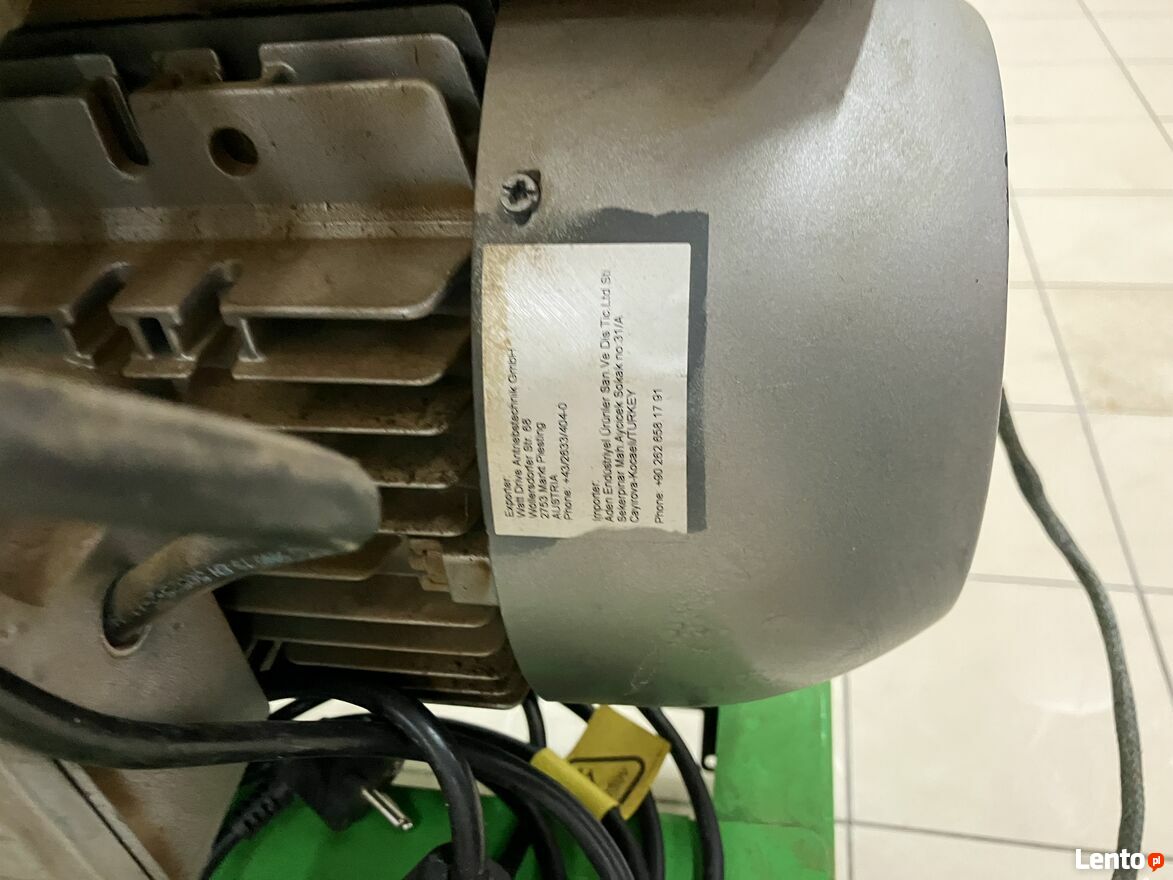 Exporter:
Watt Drive Antriebstechnik GmbH
Wöllersdorfer Str. 68
2753 Markt Piesting
AUSTRIA
Phone: +43/2633/404-0
Importer:
Aden Endüstriyel Ürünler San.Ve Dis Tic.Ltd.Sti
Sekerpinar Mah.Aycicek Sokak no:31/A
Cayirova-Kocaeli/TURKEY
Phone: +90 262 658 17 91
Lento.pl